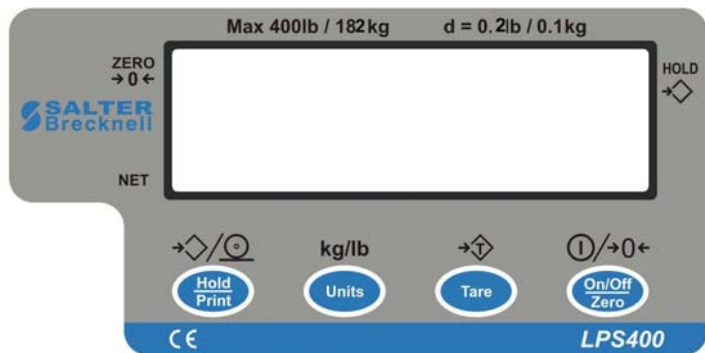 Max 400lb / 182kg d = 0.2lb / 0.1kg
ZERO
→0←
HOLD
SALTER
Brecknell
NET
kg/lb
T
→0←
Hold
Print
Units
Tare
On/Off
Zero
CE
LPS400